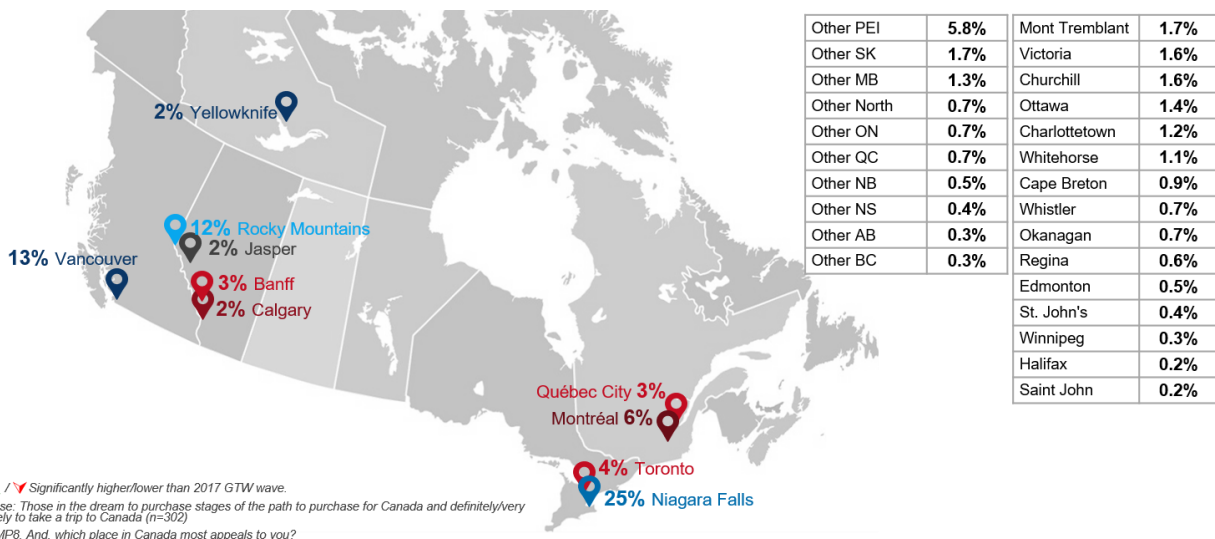 2% Yellowknife
12% Rocky Mountains
2% Jasper
13% Vancouver
3% Banff
2% Calgary
Québec City 3%
Montréal 6%
4% Toronto
25% Niagara Falls
Other PEI 5.8%
Other SK 1.7%
Other MB 1.3%
Other North 0.7%
Other ON 0.7%
Other QC 0.7%
Other NB 0.5%
Other NS 0.4%
Other AB 0.3%
Other BC 0.3%
Mont Tremblant 1.7%
Victoria 1.6%
Churchill 1.6%
Ottawa 1.4%
Charlottetown 1.2%
Whitehorse 1.1%
Cape Breton 0.9%
Whistler 0.7%
Okanagan 0.7%
Regina 0.6%
Edmonton 0.5%
St. John's 0.4%
Winnipeg 0.3%
Halifax 0.2%
Saint John 0.2%
/ Significantly higher/lower than 2017 GTW wave.
se: Those in the dream to purchase stages of the path to purchase for Canada and definitely/very
ely to take a trip to Canada (n=302)
MP8. And, which place in Canada most appeals to you?